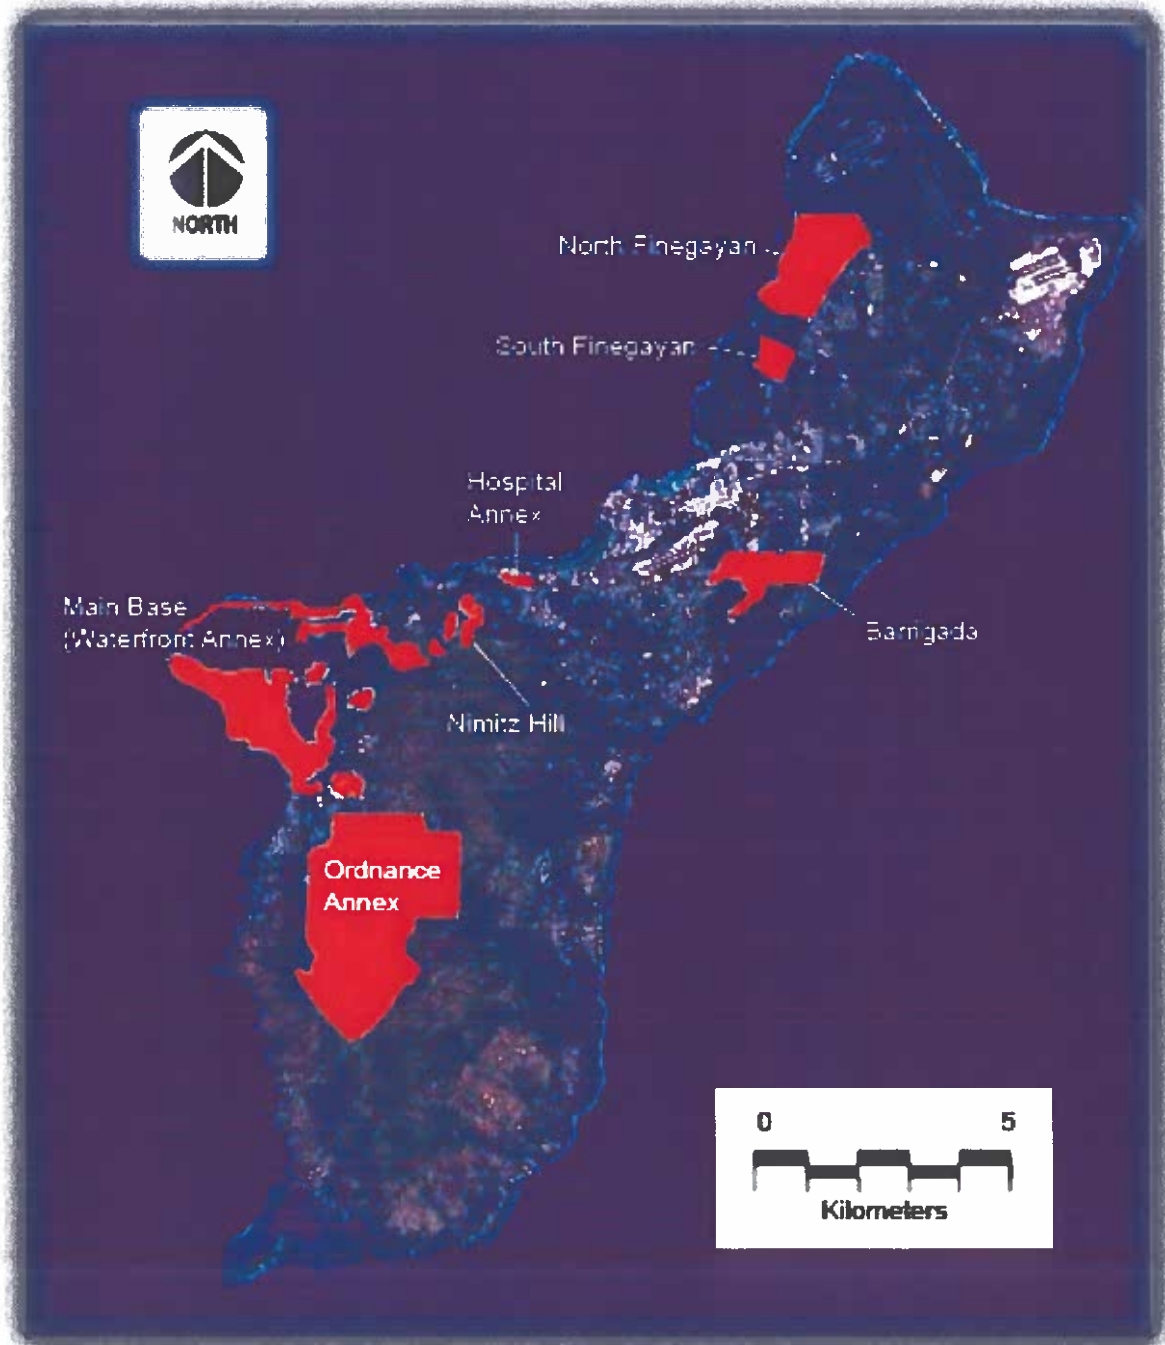 NORTH
North Finegayan
South Finegayan
Hospital
Annex
Main Base
(Waterfront Annex)
Barrigada
Nimitz Hill
Ordnance
Annex
0 5
Kilometers